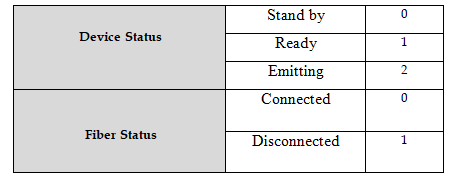 Device Status
Stand by 0
Ready 1
Emitting 2
Fiber Status
Connected 0
Disconnected 1